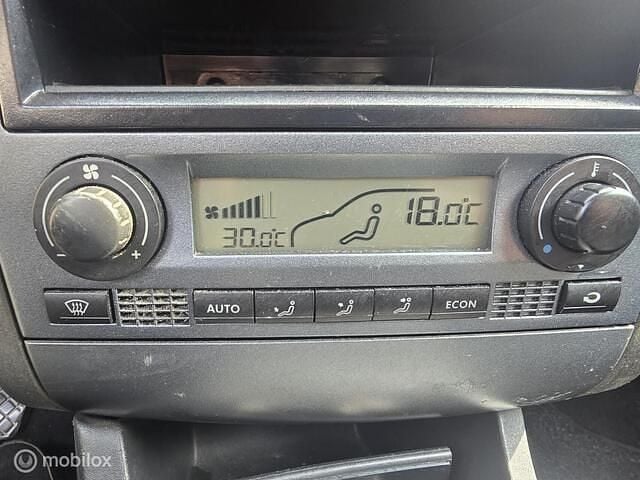 18.0°C
30.0°C
- +
AUTO
ECON
mobilox